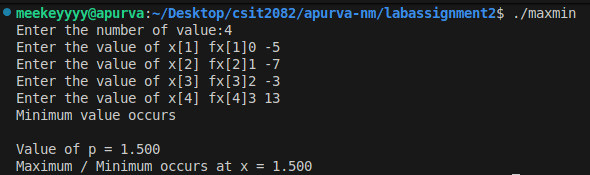 meekeyyyy@apurva:~/Desktop/csit2082/apurva-nm/labassignment2$ ./maxmin
Enter the number of value:4
Enter the value of x[1] fx[1]0 -5
Enter the value of x[2] fx[2]1 -7
Enter the value of x[3] fx[3]2 -3
Enter the value of x[4] fx[4]3 13
Minimum value occurs
Value of p = 1.500
Maximum / Minimum occurs at x = 1.500